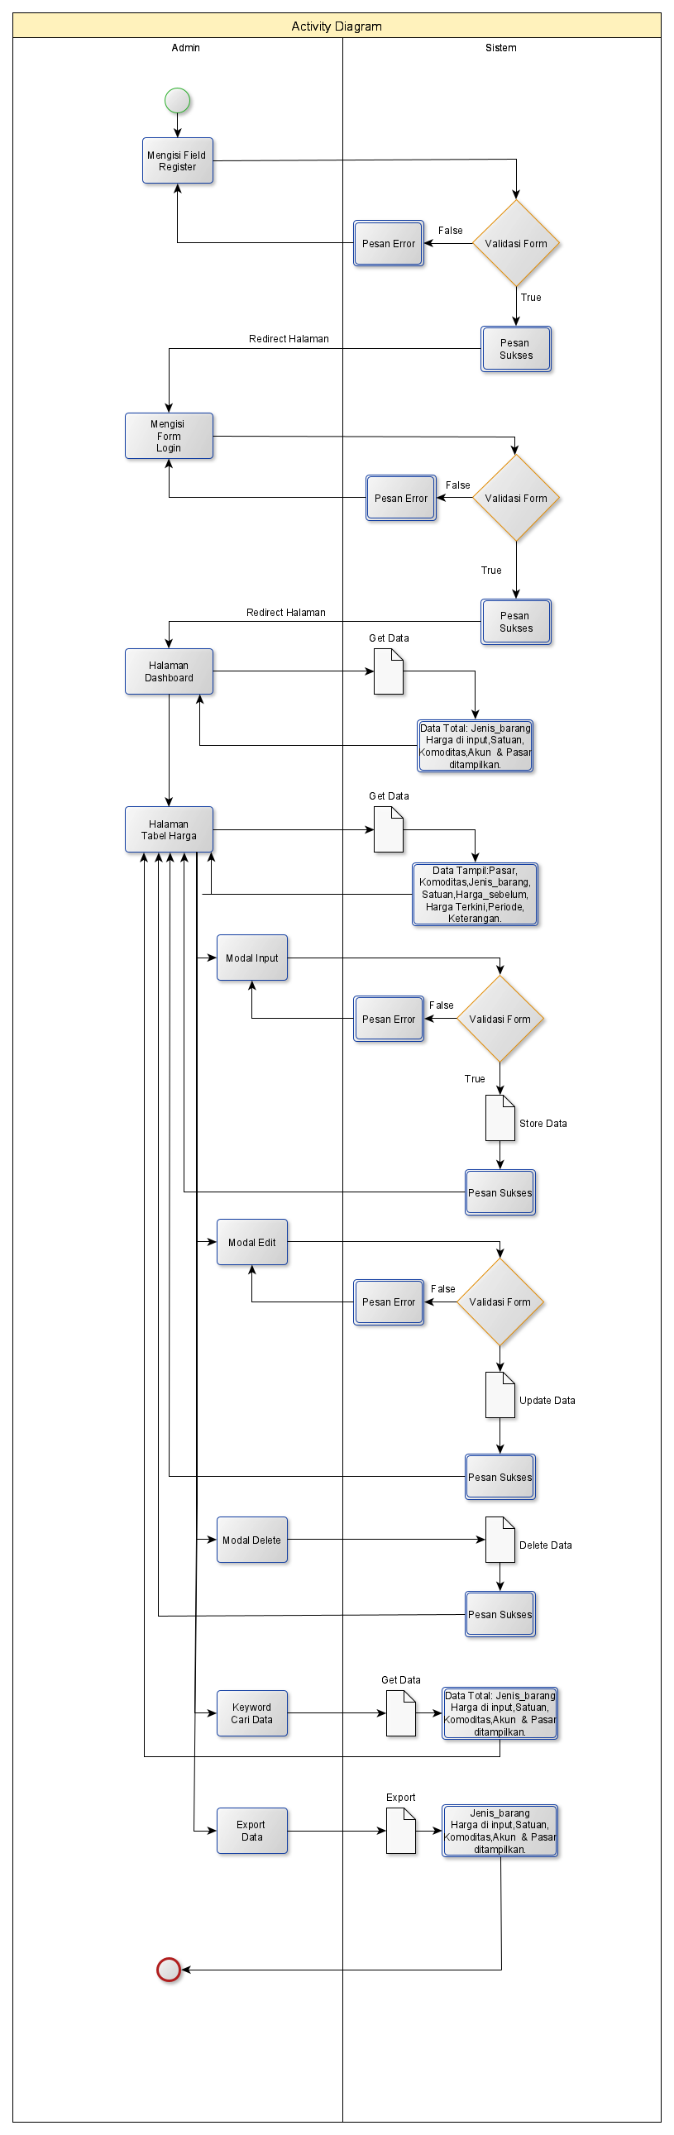 Activity Diagram
Admin
Sistem
Mengisi Field
Register
False
Pesan Error
Validasi Form
True
Redirect Halaman
Pesan
Sukses
Mengisi
Form
Login
False
Pesan Error
Validasi Form
True
Redirect Halaman
Pesan
Sukses
Get Data
Halaman
Dashboard
Data Total: Jenis_barang
Harga di input,Satuan,
Komoditas,Akun & Pasar
ditampilkan.
Get Data
Halaman
Tabel Harga
Data Tampil:Pasar,
Komoditas,Jenis_barang,
Satuan,Harga_sebelum,
Harga Terkini,Periode,
Keterangan.
Modal Input
False
Pesan Error
Validasi Form
True
Store Data
Pesan Sukses
Modal Edit
False
Pesan Error
Validasi Form
Update Data
Pesan Sukses
Modal Delete
Delete Data
Pesan Sukses
Get Data
Keyword
Cari Data
Data Total: Jenis_barang
Harga di input,Satuan,
Komoditas,Akun & Pasar
ditampilkan.
Export
Export
Data
Jenis_barang
Harga di input,Satuan,
Komoditas,Akun & Pasar
ditampilkan.